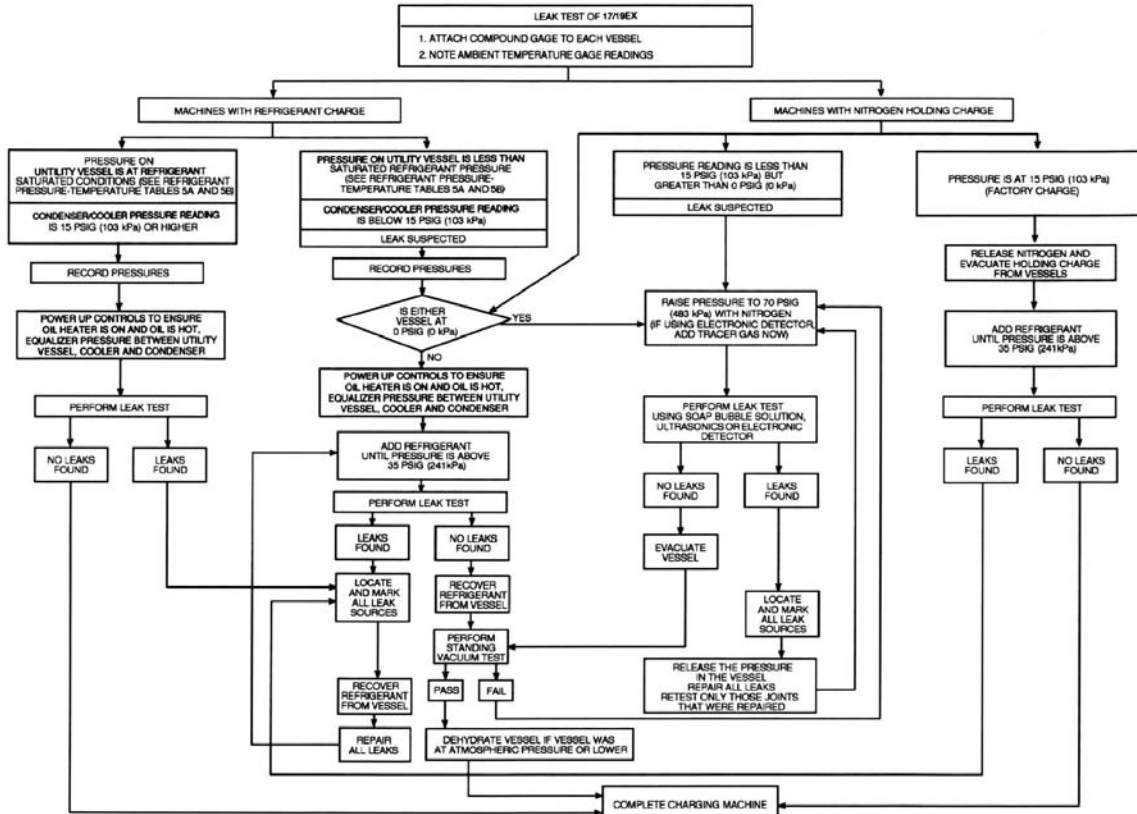 LEAK TEST OF 17/19EX
1. ATTACH COMPOUND GAGE TO EACH VESSEL
2. NOTE AMBIENT TEMPERATURE GAGE READINGS
MACHINES WITH REFRIGERANT CHARGE
MACHINES WITH NITROGEN HOLDING CHARGE
PRESSURE ON
UNTILITY VESSEL IS AT REFRIGERANT
SATURATED CONDITIONS (SEE REFRIGERANT
PRESSURE-TEMPERATURE TABLES 5A AND 5B)
CONDENSER/COOLER PRESSURE READING
IS 15 PSIG (103 kPa) OR HIGHER
PRESSURE ON UTILITY VESSEL IS LESS THAN
SATURATED REFRIGERANT PRESSURE
(SEE REFRIGERANT PRESSURE-
TEMPERATURE TABLES 5A AND 5B)
CONDENSER/COOLER PRESSURE READING
IS BELOW 15 PSIG (103 kPa)
LEAK SUSPECTED
PRESSURE READING IS LESS THAN
15 PSIG (103 kPa) BUT
GREATER THAN 0 PSIG (0 kPa)
LEAK SUSPECTED
PRESSURE IS AT 15 PSIG (103 kPa)
(FACTORY CHARGE)
RECORD PRESSURES
RECORD PRESSURES
RELEASE NITROGEN AND
EVACUATE HOLDING CHARGE
FROM VESSELS
POWER UP CONTROLS TO ENSURE
OIL HEATER IS ON AND OIL IS HOT,
EQUALIZER PRESSURE BETWEEN UTILITY
VESSEL, COOLER AND CONDENSER
IS EITHER
VESSEL AT
0 PSIG (0 kPa)
YES
NO
RAISE PRESSURE TO 70 PSIG
(483 kPa) WITH NITROGEN
(IF USING ELECTRONIC DETECTOR,
ADD TRACER GAS NOW)
ADD REFRIGERANT
UNTIL PRESSURE IS ABOVE
35 PSIG (241kPa)
POWER UP CONTROLS TO ENSURE
OIL HEATER IS ON AND OIL IS HOT,
EQUALIZER PRESSURE BETWEEN UTILITY
VESSEL, COOLER AND CONDENSER
PERFORM LEAK TEST
PERFORM LEAK TEST
USING SOAP BUBBLE SOLUTION,
ULTRASONICS OR ELECTRONIC
DETECTOR
PERFORM LEAK TEST
NO LEAKS
FOUND
LEAKS
FOUND
ADD REFRIGERANT
UNTIL PRESSURE IS ABOVE
35 PSIG (241kPa)
NO LEAKS
FOUND
LEAKS
FOUND
LEAKS
FOUND
NO LEAKS
FOUND
PERFORM LEAK TEST
LEAKS
FOUND
NO LEAKS
FOUND
EVACUATE
VESSEL
LOCATE
AND MARK
ALL LEAK
SOURCES
RECOVER
REFRIGERANT
FROM VESSEL
LOCATE
AND MARK
ALL LEAK
SOURCES
PERFORM
STANDING
VACUUM TEST
RELEASE THE PRESSURE
IN THE VESSEL
REPAIR ALL LEAKS
RETEST ONLY THOSE JOINTS
THAT WERE REPAIRED
RECOVER
REFRIGERANT
FROM VESSEL
PASS
FAIL
REPAIR
ALL LEAKS
DEHYDRATE VESSEL IF VESSEL WAS
AT ATMOSPHERIC PRESSURE OR LOWER
COMPLETE CHARGING MACHINE